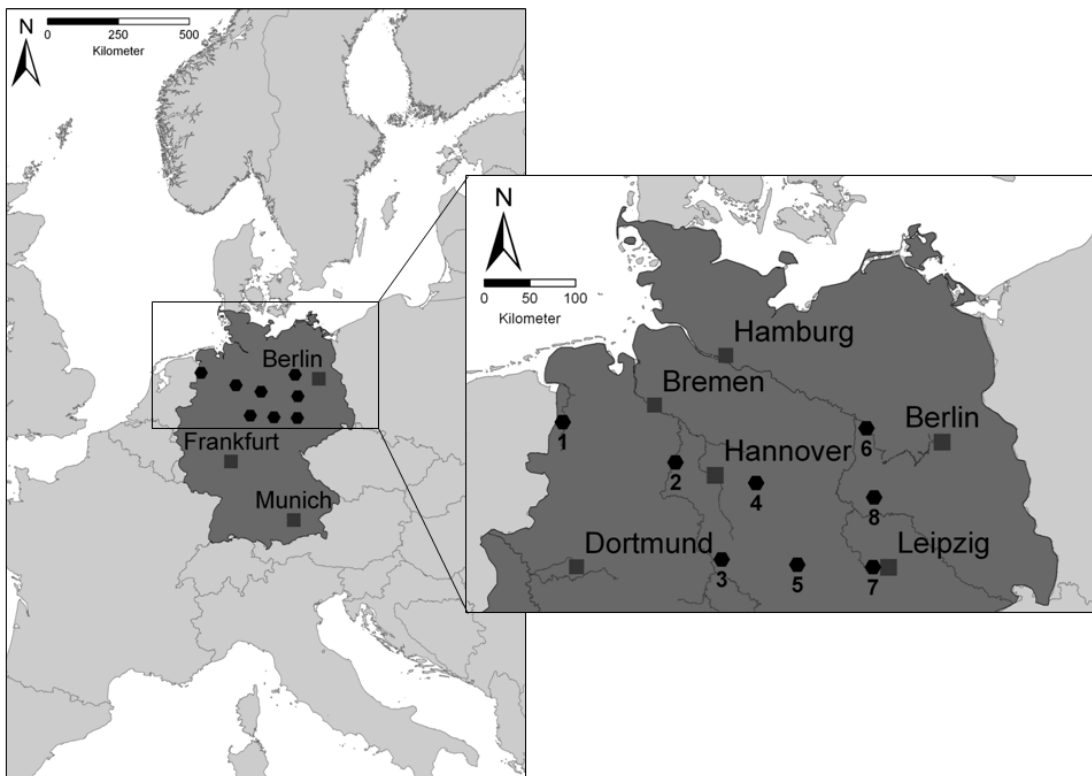 N
0 250 500
Kilometer
Berlin
Frankfurt
Munich
N
0 50 100
Kilometer
Hamburg
Bremen
Berlin
1
6
Hannover
2
4
8
Dortmund
Leipzig
3
5
7